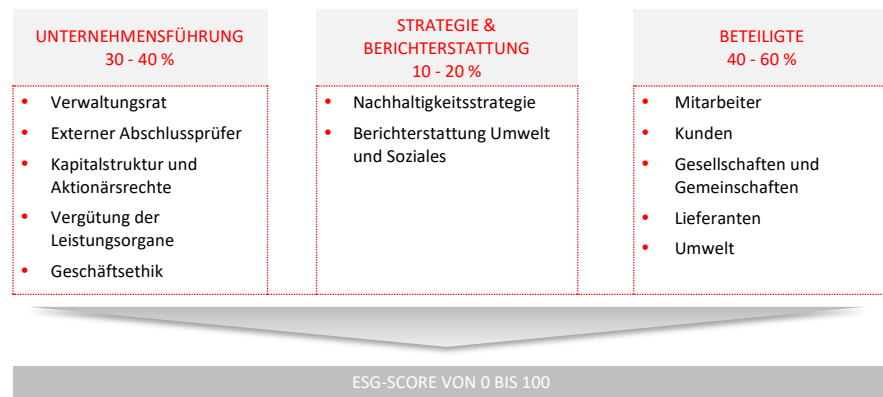 UNTERNEHMENSFÜHRUNG
30 - 40 %
• Verwaltungsrat
• Externer Abschlussprüfer
• Kapitalstruktur und
Aktionärsrechte
• Vergütung der
Leistungsorgane
• Geschäftsethik
STRATEGIE &
BERICHTERSTATTUNG
10 - 20 %
• Nachhaltigkeitsstrategie
• Berichterstattung Umwelt
und Soziales
BETEILIGTE
40 - 60 %
• Mitarbeiter
• Kunden
• Gesellschaften und
Gemeinschaften
• Lieferanten
• Umwelt
ESG-SCORE VON 0 BIS 100